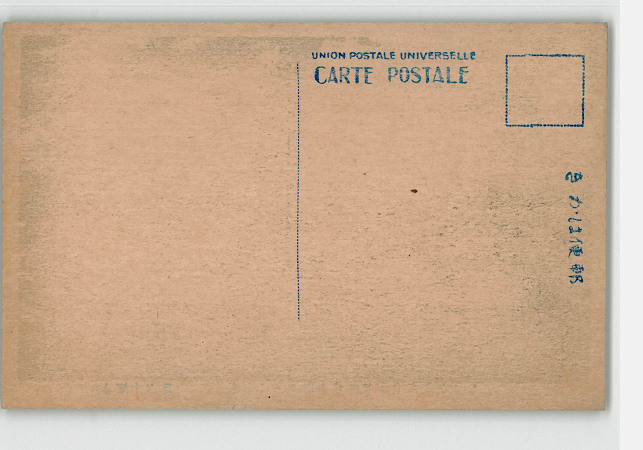 UNION POSTALE UNIVERSELLE
CARTE POSTALE
きかは便郵